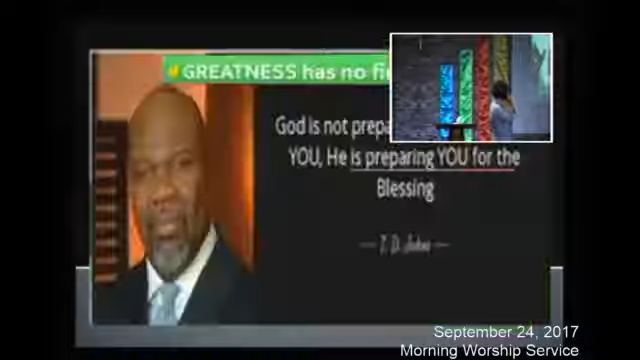 GREATNESS has no
God is not
YOU, He is preparing YOU for the
Blessing
— T. D. Jakes —
September 24, 2017
Morning Worship Service